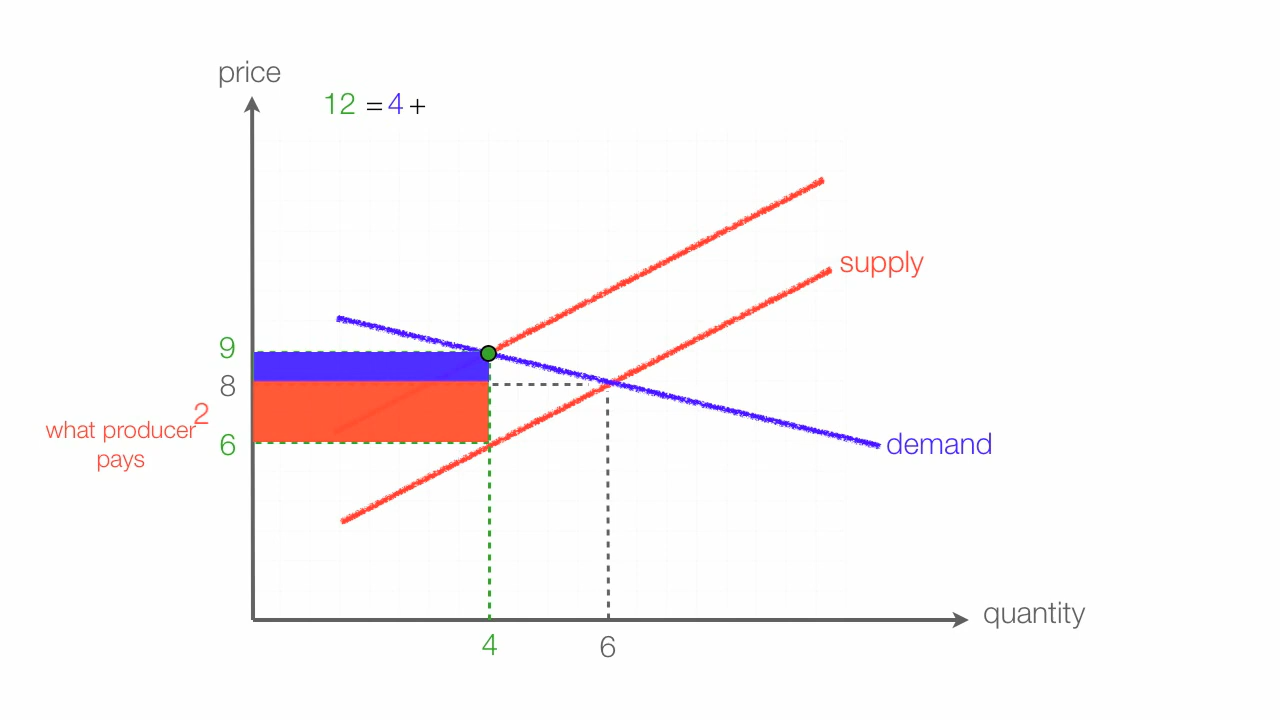 price
12 = 4 +
supply
9
8
2
what producer
pays
6
demand
quantity
4
6